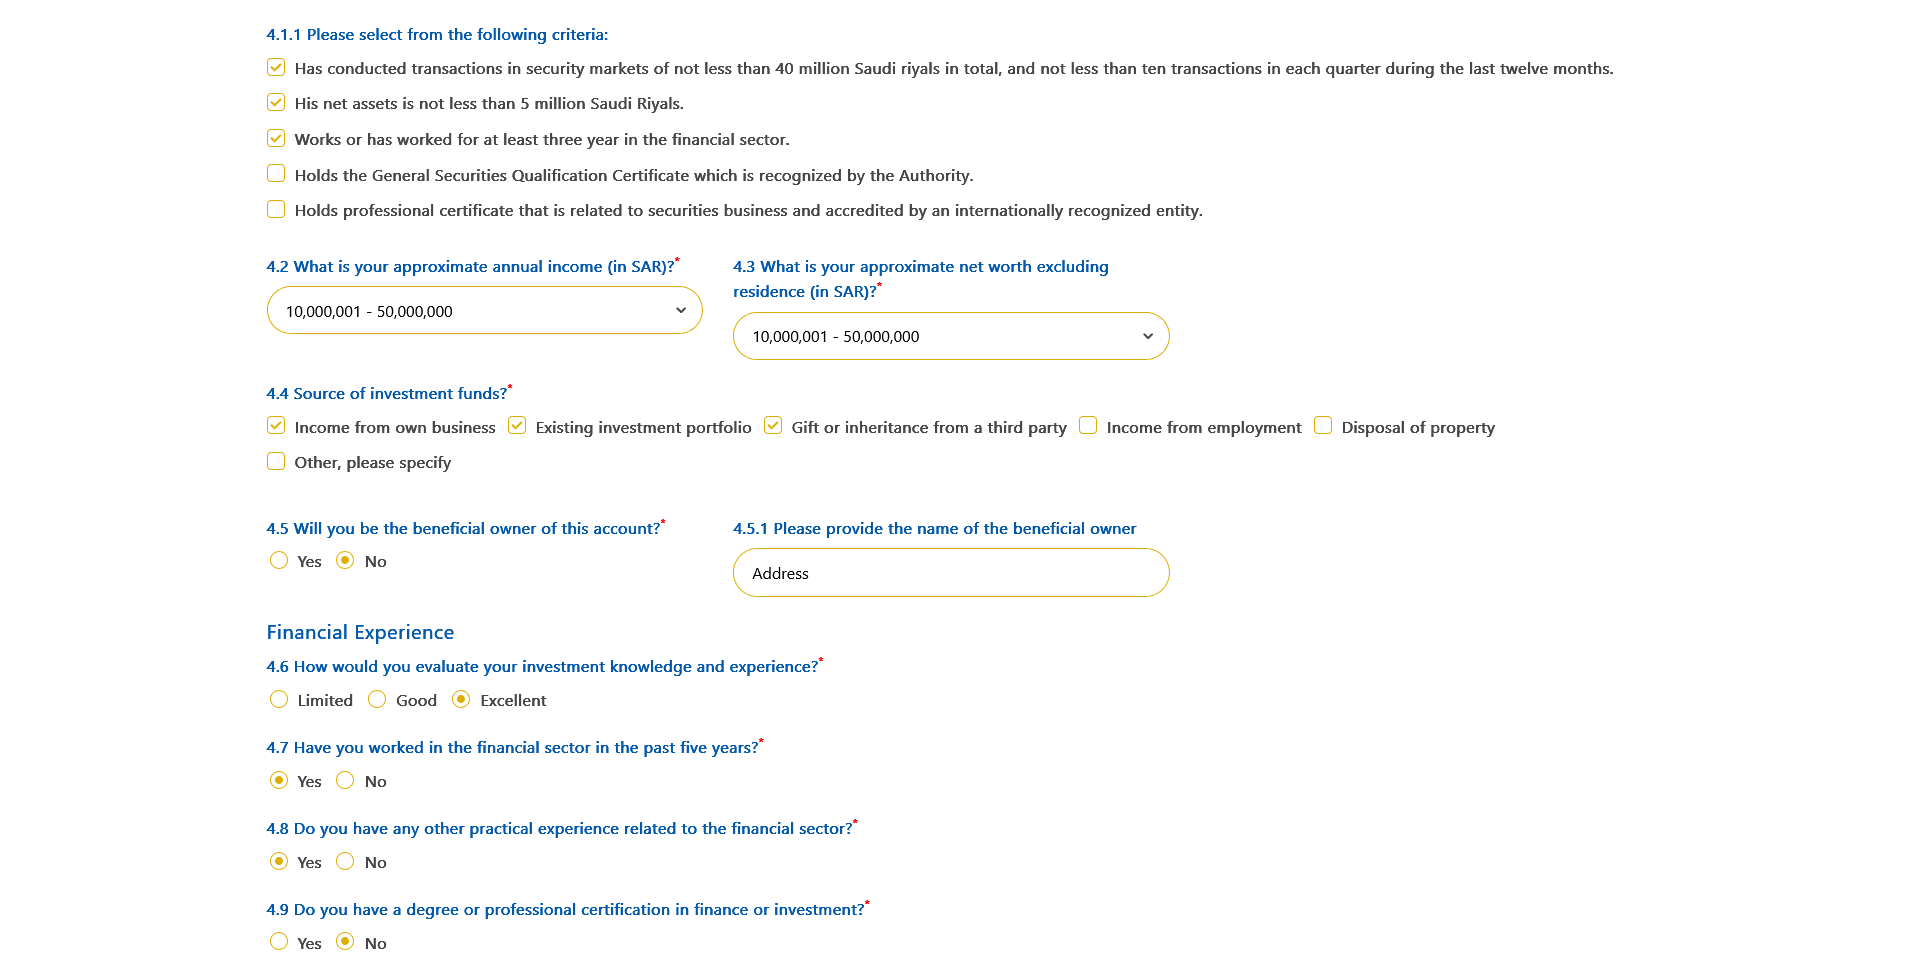 4.1.1 Please select from the following criteria:
Has conducted transactions in security markets of not less than 40 million Saudi riyals in total, and not less than ten transactions in each quarter during the last twelve months.
His net assets is not less than 5 million Saudi Riyals.
Works or has worked for at least three year in the financial sector.
Holds the General Securities Qualification Certificate which is recognized by the Authority.
Holds professional certificate that is related to securities business and accredited by an internationally recognized entity.
4.2 What is your approximate annual income (in SAR)?*
10,000,001 - 50,000,000
4.3 What is your approximate net worth excluding
residence (in SAR)?*
10,000,001 - 50,000,000
4.4 Source of investment funds?*
Income from own business Existing investment portfolio Gift or inheritance from a third party Income from employment Disposal of property
Other, please specify
4.5 Will you be the beneficial owner of this account?*
Yes No
4.5.1 Please provide the name of the beneficial owner
Address
Financial Experience
4.6 How would you evaluate your investment knowledge and experience?*
Limited Good Excellent
4.7 Have you worked in the financial sector in the past five years?*
Yes No
4.8 Do you have any other practical experience related to the financial sector?*
Yes No
4.9 Do you have a degree or professional certification in finance or investment?*
Yes No